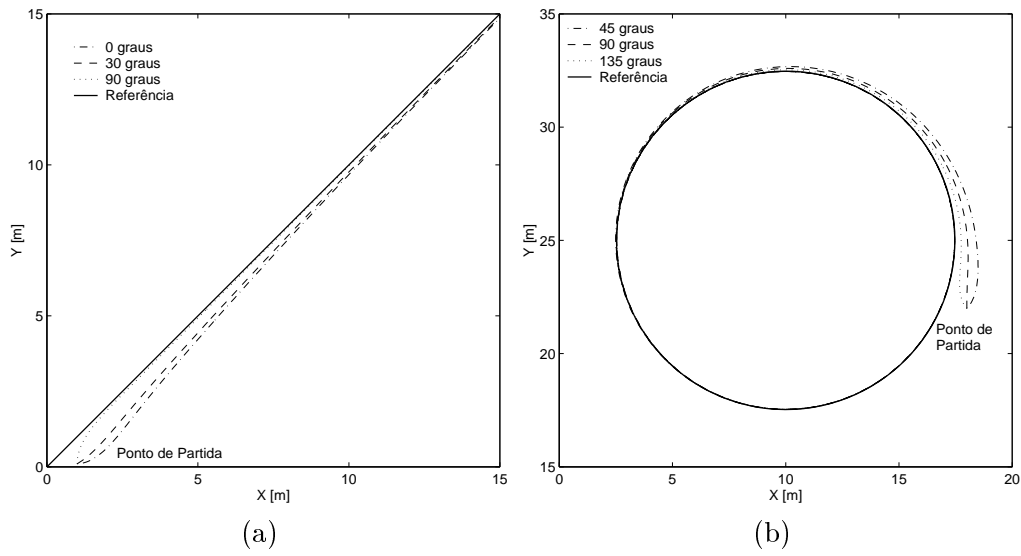 15
10
5
0
0
5
10
15
Y [m]
X [m]
0 graus
30 graus
90 graus
Referência
Ponto de Partida
(a)
35
30
25
20
15
0
5
10
15
20
Y [m]
X [m]
45 graus
90 graus
135 graus
Referência
Ponto de
Partida
(b)